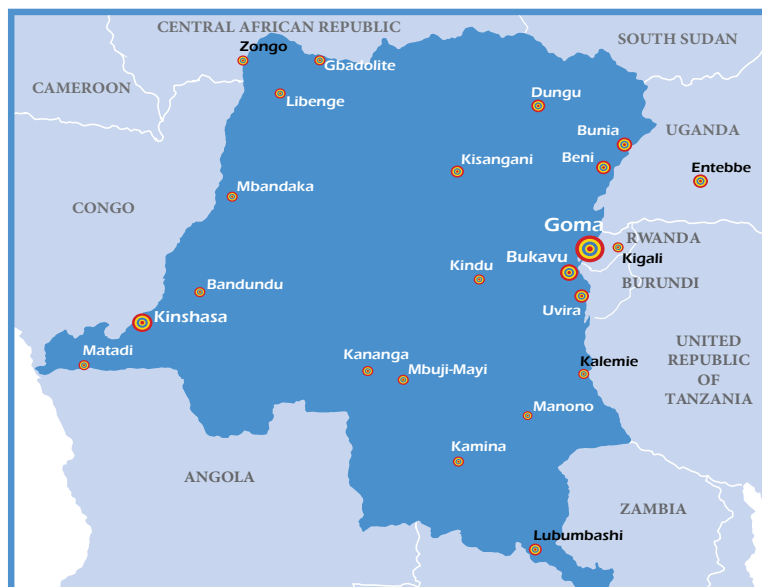 CENTRAL AFRICAN REPUBLIC
SOUTH SUDAN
Zongo
Gbadolite
CAMEROON
Libenge
Dungu
Bunia
UGANDA
Kisangani
Beni
Entebbe
Mbandaka
CONGO
Goma
RWANDA
Kigali
Bukavu
Kindu
BURUNDI
Bandundu
Uvira
Kinshasa
Matadi
Kananga
Mbuji-Mayi
Kalemie
UNITED
REPUBLIC
OF
TANZANIA
Manono
Kamina
ANGOLA
ZAMBIA
Lubumbashi